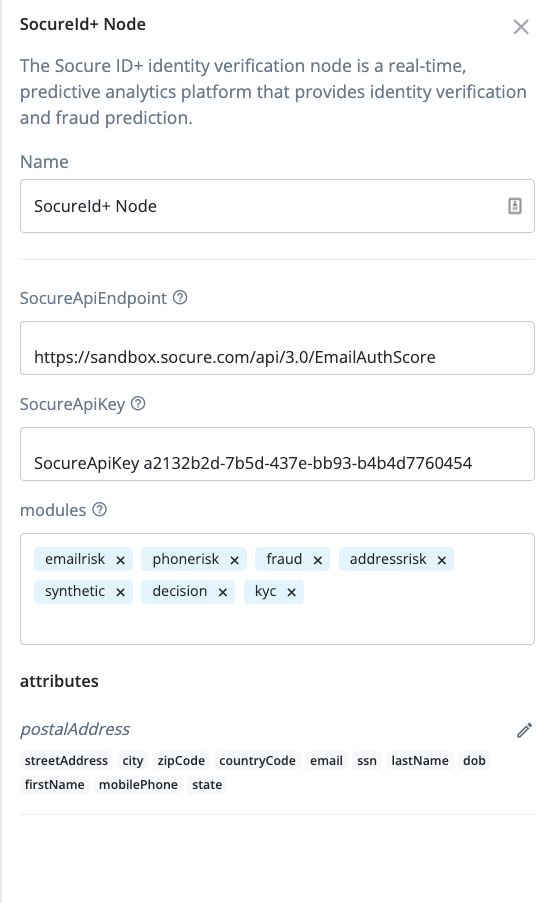 SocureId+ Node
The Socure ID+ identity verification node is a real-time,
predictive analytics platform that provides identity verification
and fraud prediction.
Name
SocureId+ Node
SocureApiEndpoint
https://sandbox.socure.com/api/3.0/EmailAuthScore
SocureApiKey
SocureApiKey a2132b2d-7b5d-437e-bb93-b4b4d7760454
modules
emailrisk × phonerisk × fraud × addressrisk ×
synthetic × decision × kyc ×
attributes
postalAddress
streetAddress city zipCode countryCode email ssn lastName dob
firstName mobilePhone state